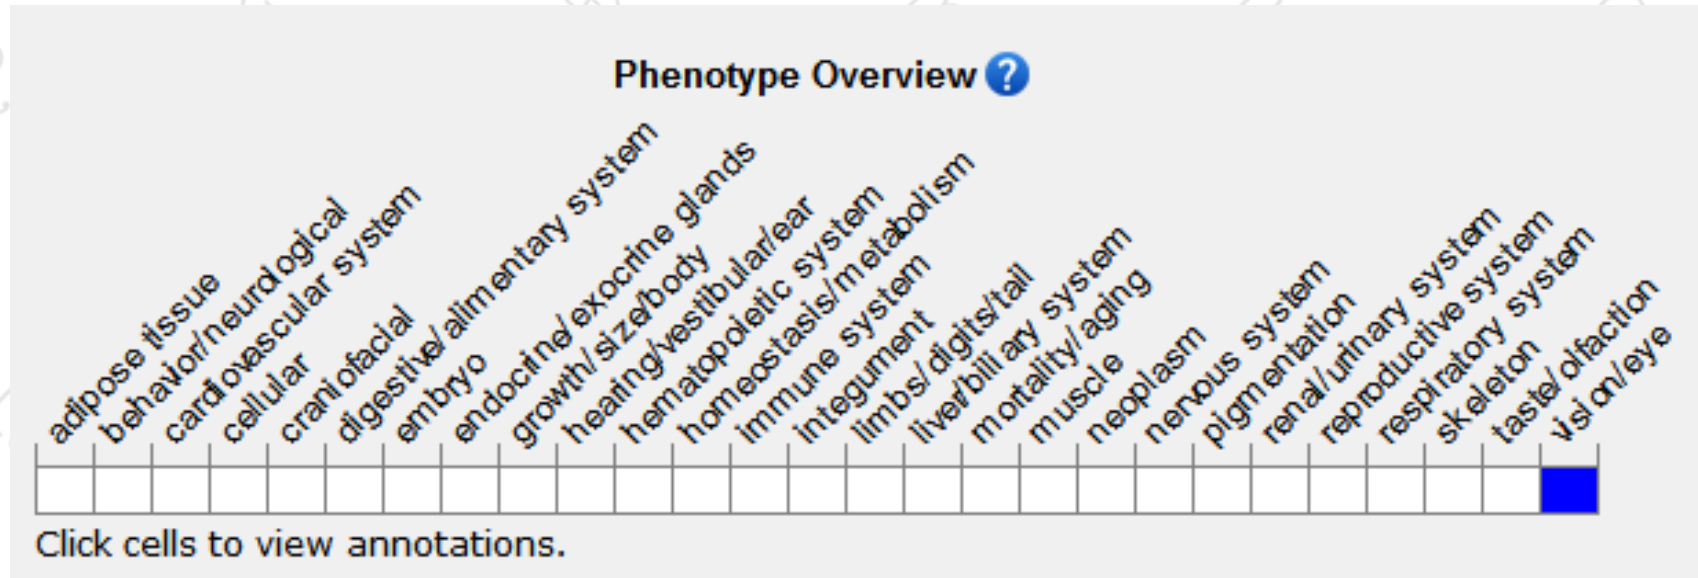 Phenotype Overview ?
adipose tissue
behavior/neurological
cardiovascular system
cellular
craniofacial
digestive/alimentary system
embryo
endocrine/exocrine glands
growth/size/body
hearing/vestibular/ear
hematopoietic system
homeostasis/metabolism
immune system
integument
limbs/digits/tail
liver/biliary system
mortality/aging
muscle
neoplasm
nervous system
pigmentation
renal/urinary system
reproductive system
respiratory system
skeleton
taste/olfaction
vision/eye
Click cells to view annotations.